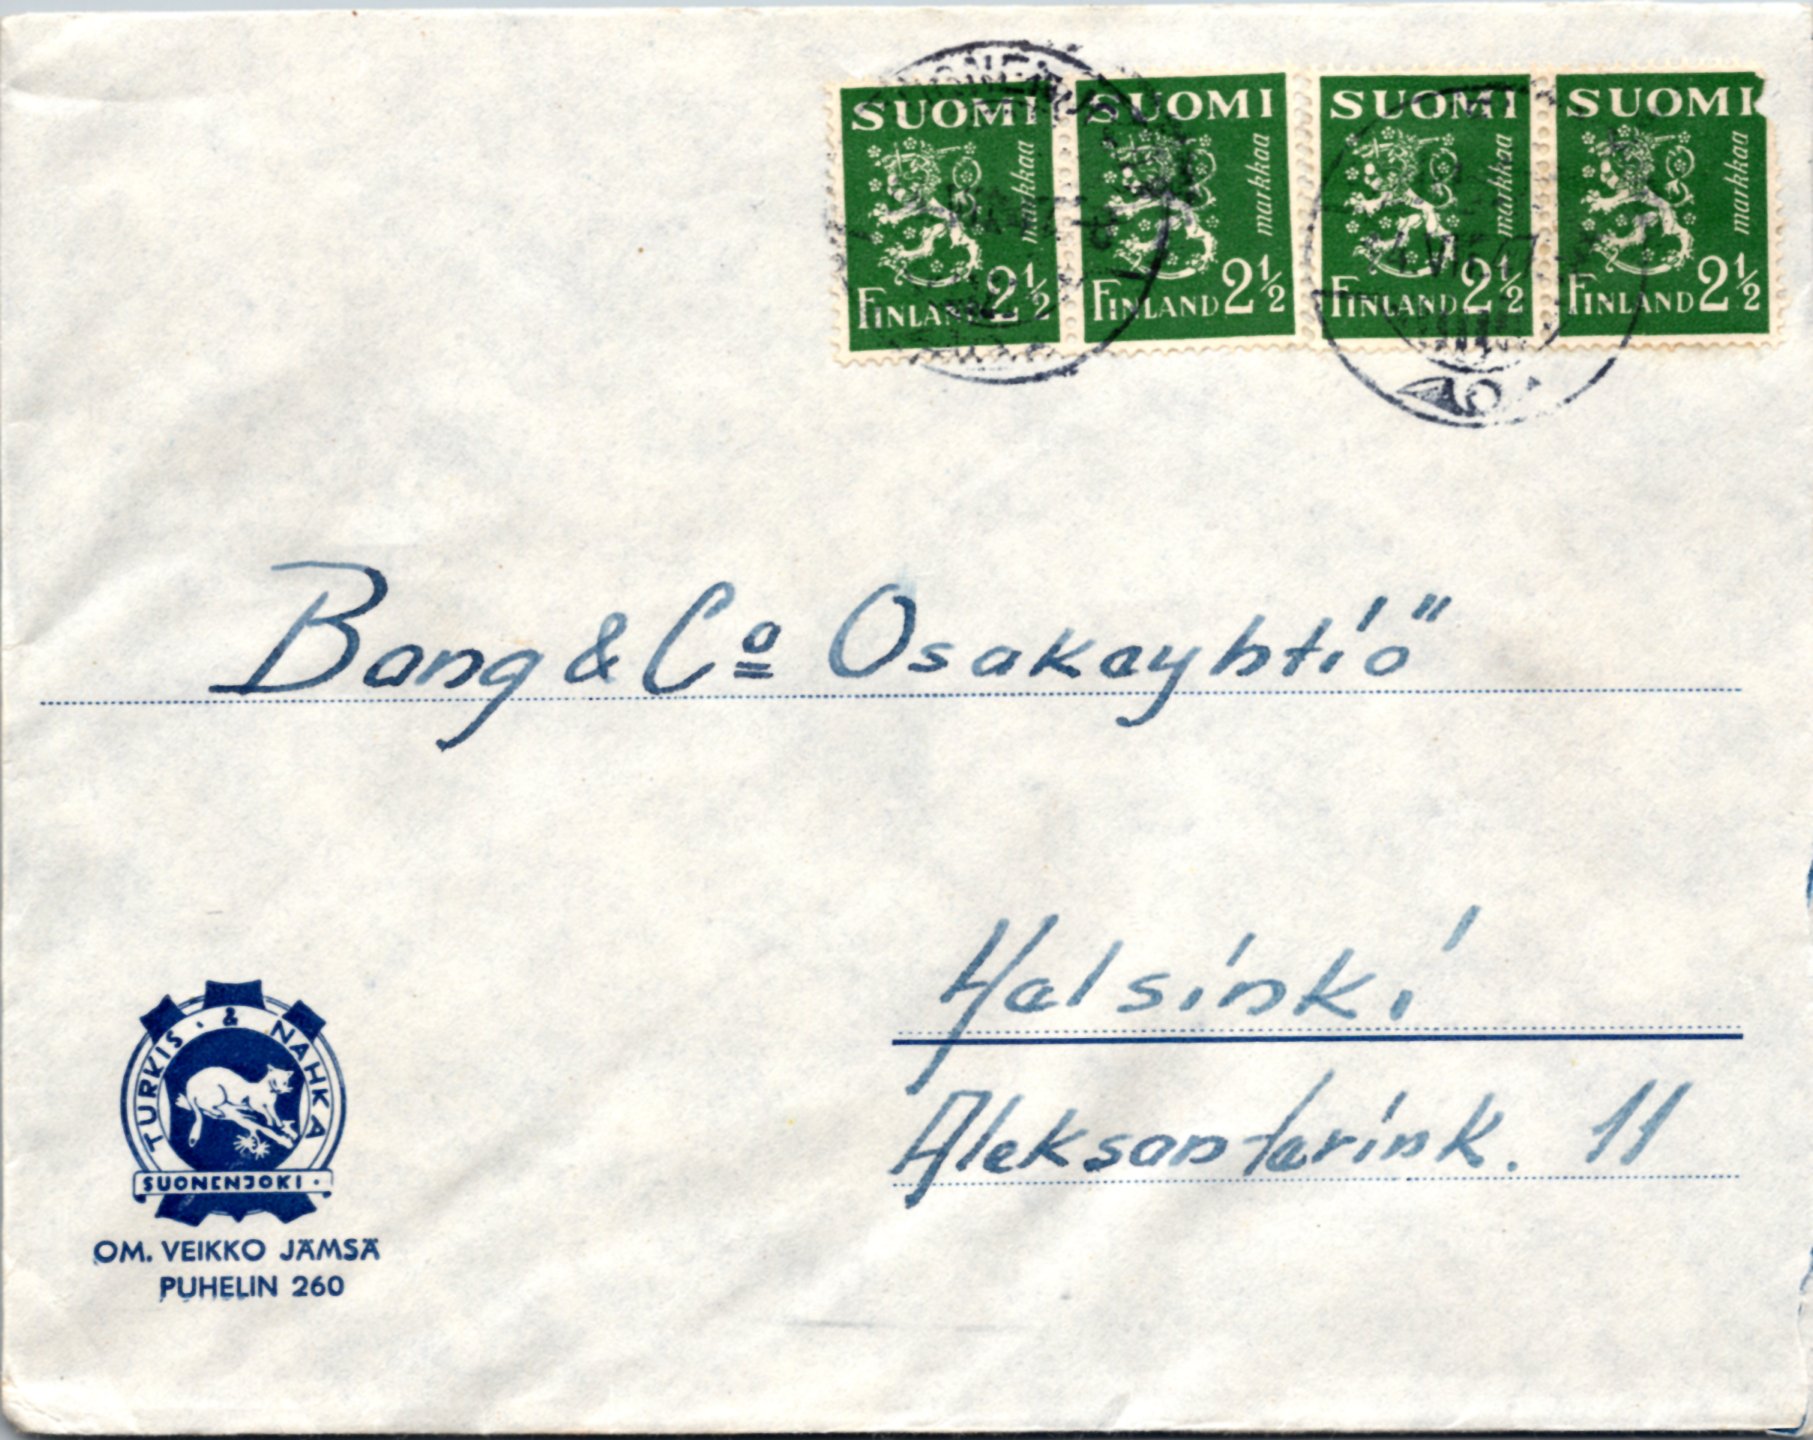 SUOMI SUOMI SUOMI SUOMI
markkaa markkaa markkaa markkaa
FINLAND 2½ FINLAND 2½ FINLAND 2½ FINLAND 2½
Bang & Co Osakeyhtiö
Helsinki
Aleksanterink. 11
TURKIS · & NAHKA
SUONENJOKI ·
OM. VEIKKO JÄMSÄ
PUHELIN 260